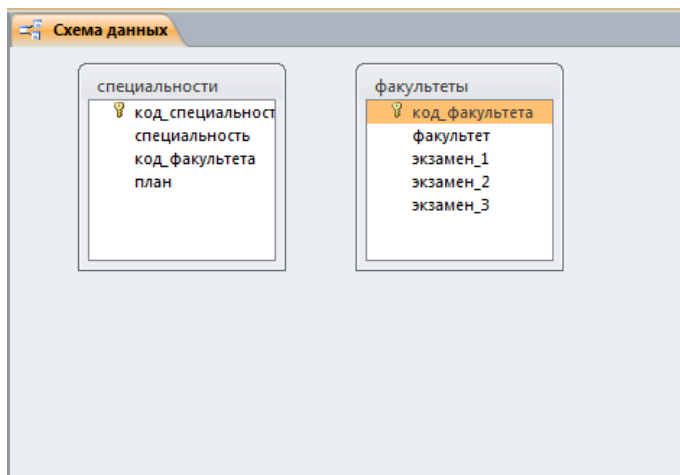 Схема данных
специальности
код_специальност
специальность
код_факультета
план
факультеты
код_факультета
факультет
экзамен_1
экзамен_2
экзамен_3